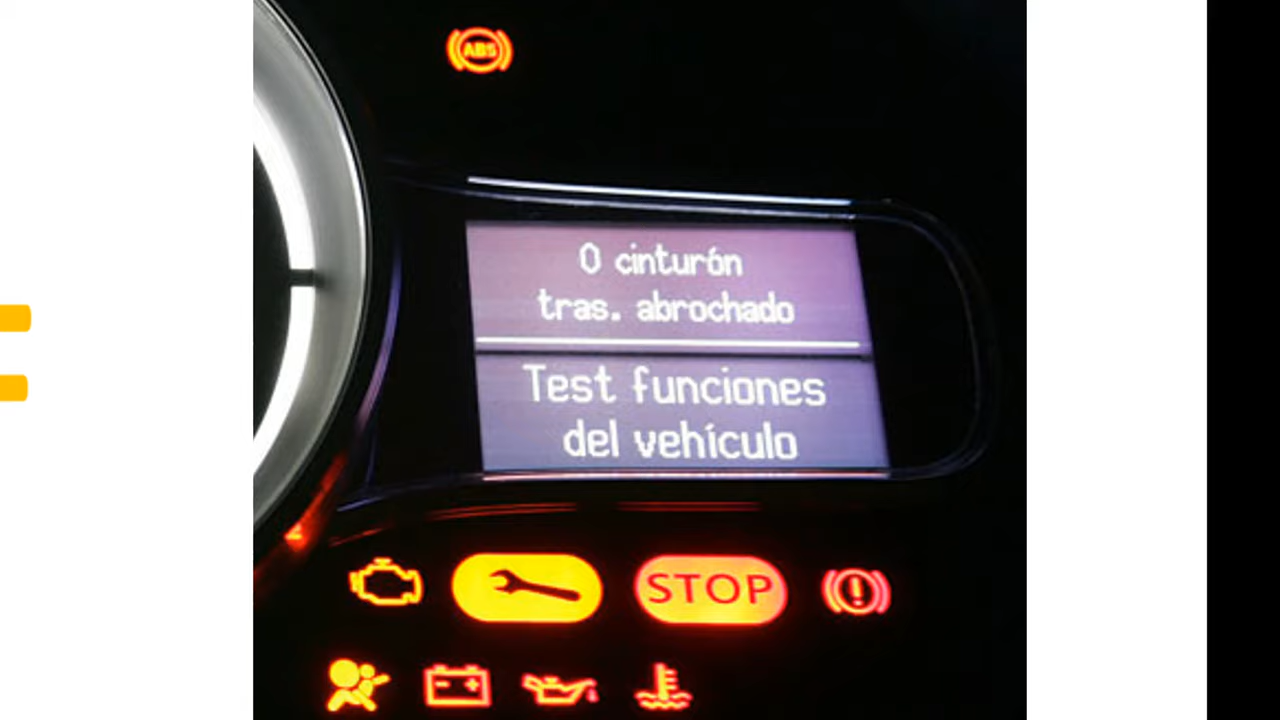 ABS
0 cinturón
tras. abrochado
Test funciones
del vehículo
STOP